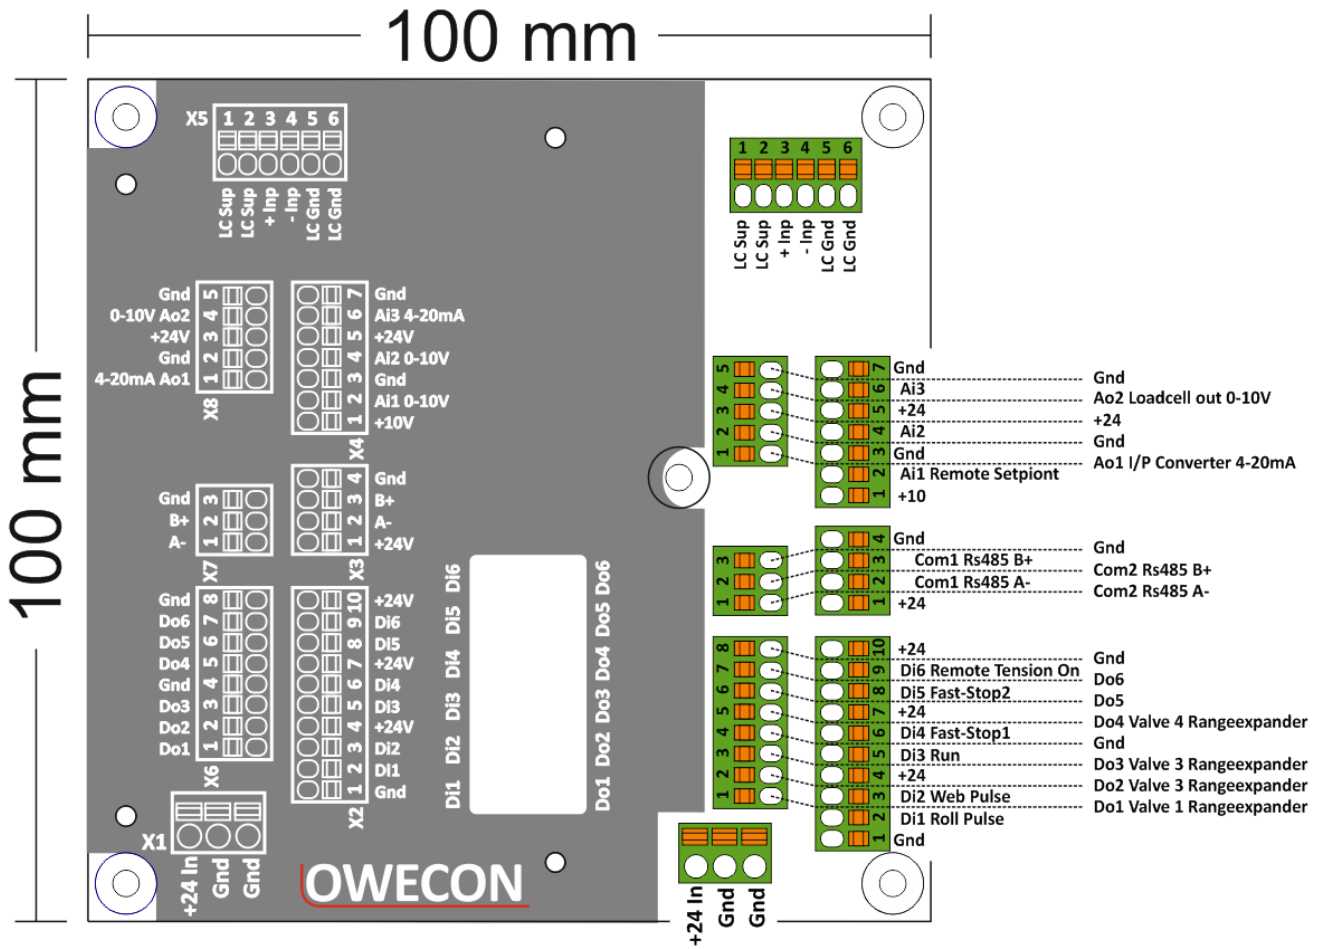 100 mm
100 mm
X5 1 2 3 4 5 6
LC Sup
LC Sup
+ Inp
- Inp
LC Gnd
LC Gnd
Gnd 5
0-10V Ao2 4
+24V 3
Gnd 2
4-20mA Ao1 1
X8
7 Gnd
6 Ai3 4-20mA
5 +24V
4 Ai2 0-10V
3 Gnd
2 Ai1 0-10V
1 +10V
X4
Gnd 3
B+ 2
A- 1
X7
4 Gnd
3 B+
2 A-
1 +24V
X3
Gnd 8
Do6 7
Do5 6
Do4 5
Gnd 4
Do3 3
Do2 2
Do1 1
X6
10 +24V
9 Di6
8 Di5
7 +24V
6 Di4
5 Di3
4 +24V
3 Di2
2 Di1
1 Gnd
X2
Di1 Di2 Di3 Di4 Di5 Di6
Do1 Do2 Do3 Do4 Do5 Do6
X1
+24 In
Gnd
Gnd
OWECON
1 2 3 4 5 6
LC Sup
LC Sup
+ Inp
- Inp
LC Gnd
LC Gnd
5
4
3
2
1
7 Gnd
6 Ai3
5 +24
4 Ai2
3 Gnd
2 Ai1 Remote Setpiont
1 +10
Gnd
Ao2 Loadcell out 0-10V
+24
Gnd
Ao1 I/P Converter 4-20mA
3
2
1
4 Gnd
3 Com1 Rs485 B+
2 Com1 Rs485 A-
1 +24
Gnd
Com2 Rs485 B+
Com2 Rs485 A-
8
7
6
5
4
3
2
1
10 +24
9 Di6 Remote Tension On
8 Di5 Fast-Stop2
7 +24
6 Di4 Fast-Stop1
5 Di3 Run
4 +24
3 Di2 Web Pulse
2 Di1 Roll Pulse
1 Gnd
Gnd
Do6
Do5
Do4 Valve 4 Rangeexpander
Gnd
Do3 Valve 3 Rangeexpander
Do2 Valve 3 Rangeexpander
Do1 Valve 1 Rangeexpander
+24 In
Gnd
Gnd